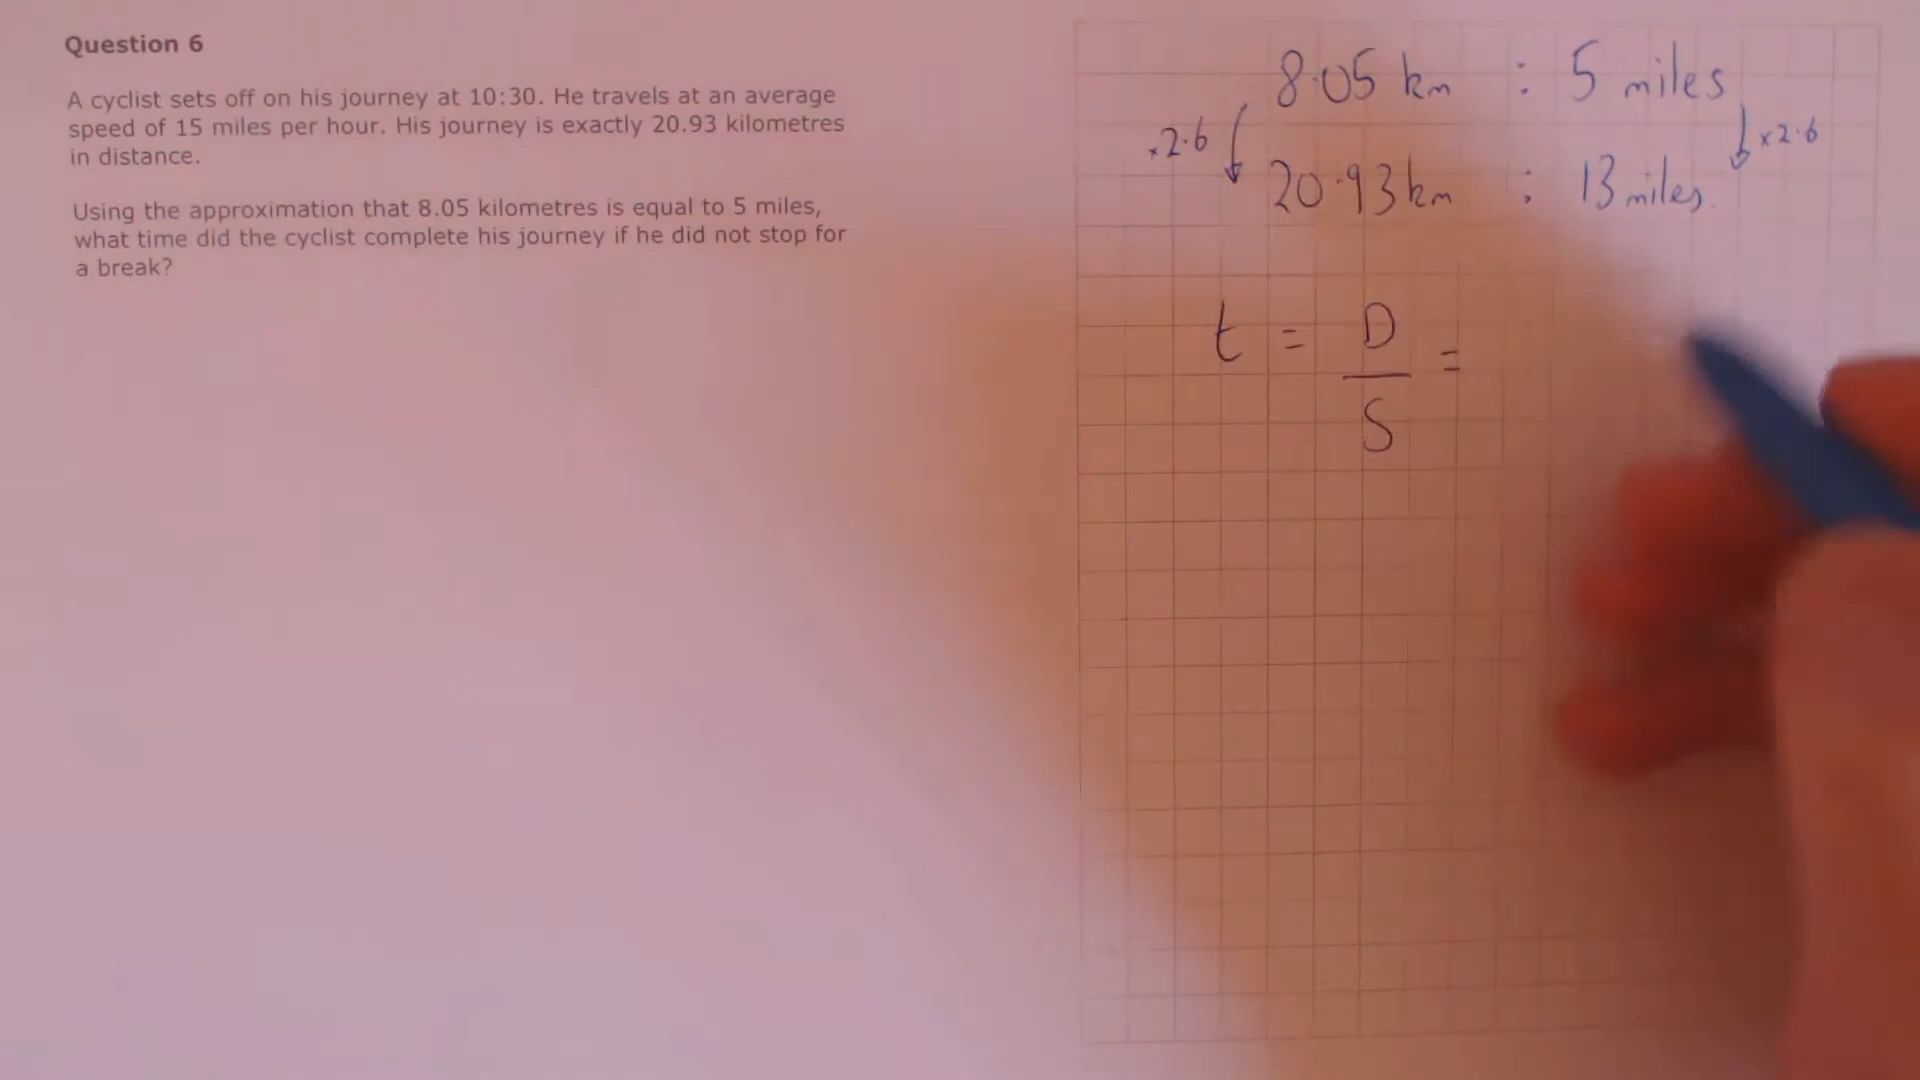 Question 6
A cyclist sets off on his journey at 10:30. He travels at an average
speed of 15 miles per hour. His journey is exactly 20.93 kilometres
in distance.
Using the approximation that 8.05 kilometres is equal to 5 miles,
what time did the cyclist complete his journey if he did not stop for
a break?
8.05 km : 5 miles
×2.6 ×2.6
20.93 km : 13 miles.
t = D/S =